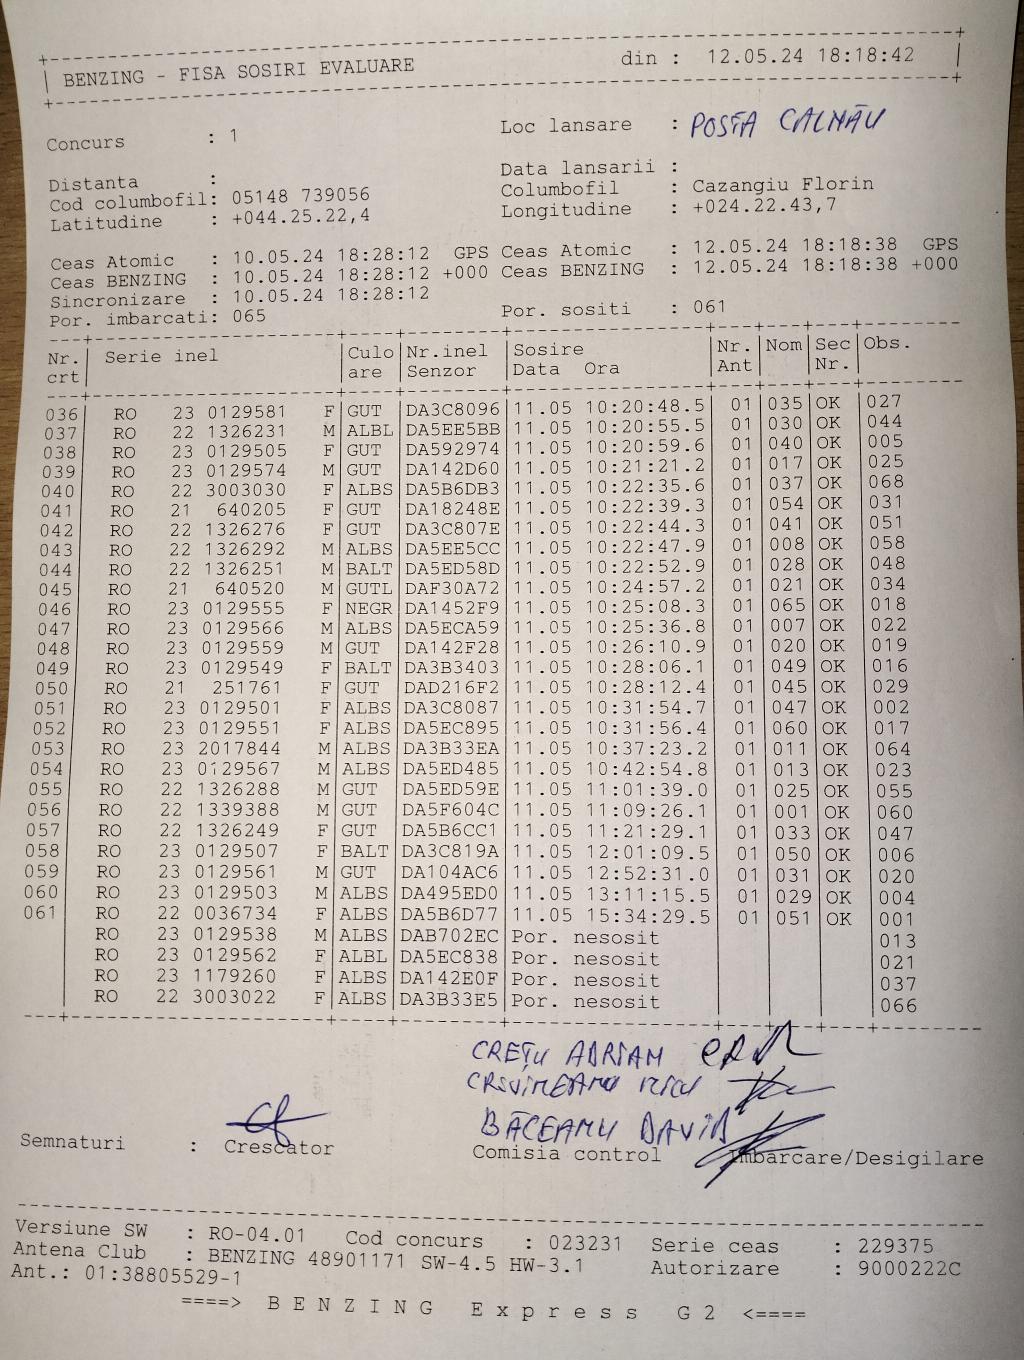 BENZING - FISA SOSIRI EVALUARE din : 12.05.24 18:18:42
Concurs : 1 Loc lansare : POSTA CALNĂU
Distanta : Data lansarii :
Cod columbofil: 05148 739056 Columbofil : Cazangiu Florin
Latitudine : +044.25.22,4 Longitudine : +024.22.43,7
Ceas Atomic : 10.05.24 18:28:12 GPS Ceas Atomic : 12.05.24 18:18:38 GPS
Ceas BENZING : 10.05.24 18:28:12 +000 Ceas BENZING : 12.05.24 18:18:38 +000
Sincronizare : 10.05.24 18:28:12
Por. imbarcati: 065 Por. sositi : 061
Nr. Serie inel Culo Nr.inel Sosire Nr. Nom Sec Obs.
crt are Senzor Data Ora Ant Nr.
036 RO 23 0129581 F GUT DA3C8096 11.05 10:20:48.5 01 035 OK 027
037 RO 22 1326231 M ALBL DA5EE5BB 11.05 10:20:55.5 01 030 OK 044
038 RO 23 0129505 F GUT DA592974 11.05 10:20:59.6 01 040 OK 005
039 RO 23 0129574 M GUT DA142D60 11.05 10:21:21.2 01 017 OK 025
040 RO 22 3003030 F ALBS DA5B6DB3 11.05 10:22:35.6 01 037 OK 068
041 RO 21 640205 F GUT DA18248E 11.05 10:22:39.3 01 054 OK 031
042 RO 22 1326276 F GUT DA3C807E 11.05 10:22:44.3 01 041 OK 051
043 RO 22 1326292 M ALBS DA5EE5CC 11.05 10:22:47.9 01 008 OK 058
044 RO 22 1326251 M BALT DA5ED58D 11.05 10:22:52.9 01 028 OK 048
045 RO 21 640520 M GUTL DAF30A72 11.05 10:24:57.2 01 021 OK 034
046 RO 23 0129555 F NEGR DA1452F9 11.05 10:25:08.3 01 065 OK 018
047 RO 23 0129566 M ALBS DA5ECA59 11.05 10:25:36.8 01 007 OK 022
048 RO 23 0129559 M GUT DA142F28 11.05 10:26:10.9 01 020 OK 019
049 RO 23 0129549 F BALT DA3B3403 11.05 10:28:06.1 01 049 OK 016
050 RO 21 251761 F GUT DAD216F2 11.05 10:28:12.4 01 045 OK 029
051 RO 23 0129501 F ALBS DA3C8087 11.05 10:31:54.7 01 047 OK 002
052 RO 23 0129551 F ALBS DA5EC895 11.05 10:31:56.4 01 060 OK 017
053 RO 23 2017844 M ALBS DA3B33EA 11.05 10:37:23.2 01 011 OK 064
054 RO 23 0129567 M ALBS DA5ED485 11.05 10:42:54.8 01 013 OK 023
055 RO 22 1326288 M GUT DA5ED59E 11.05 11:01:39.0 01 025 OK 055
056 RO 22 1339388 M GUT DA5F604C 11.05 11:09:26.1 01 001 OK 060
057 RO 22 1326249 F GUT DA5B6CC1 11.05 11:21:29.1 01 033 OK 047
058 RO 23 0129507 F BALT DA3C819A 11.05 12:01:09.5 01 050 OK 006
059 RO 23 0129561 M GUT DA104AC6 11.05 12:52:31.0 01 031 OK 020
060 RO 23 0129503 M ALBS DA495ED0 11.05 13:11:15.5 01 029 OK 004
061 RO 22 0036734 F ALBS DA5B6D77 11.05 15:34:29.5 01 051 OK 001
RO 23 0129538 M ALBS DAB702EC Por. nesosit 013
RO 23 0129562 F ALBL DA5EC838 Por. nesosit 021
RO 23 1179260 F ALBS DA142E0F Por. nesosit 037
RO 22 3003022 F ALBS DA3B33E5 Por. nesosit 066
CREȚU ADRIAN
BĂCEANU DAVID
Semnaturi : Crescator Comisia control Imbarcare/Desigilare
Versiune SW : RO-04.01 Cod concurs : 023231 Serie ceas : 229375
Antena Club : BENZING 48901171 SW-4.5 HW-3.1 Autorizare : 9000222C
Ant.: 01:38805529-1
====> B E N Z I N G E x p r e s s G 2 <====